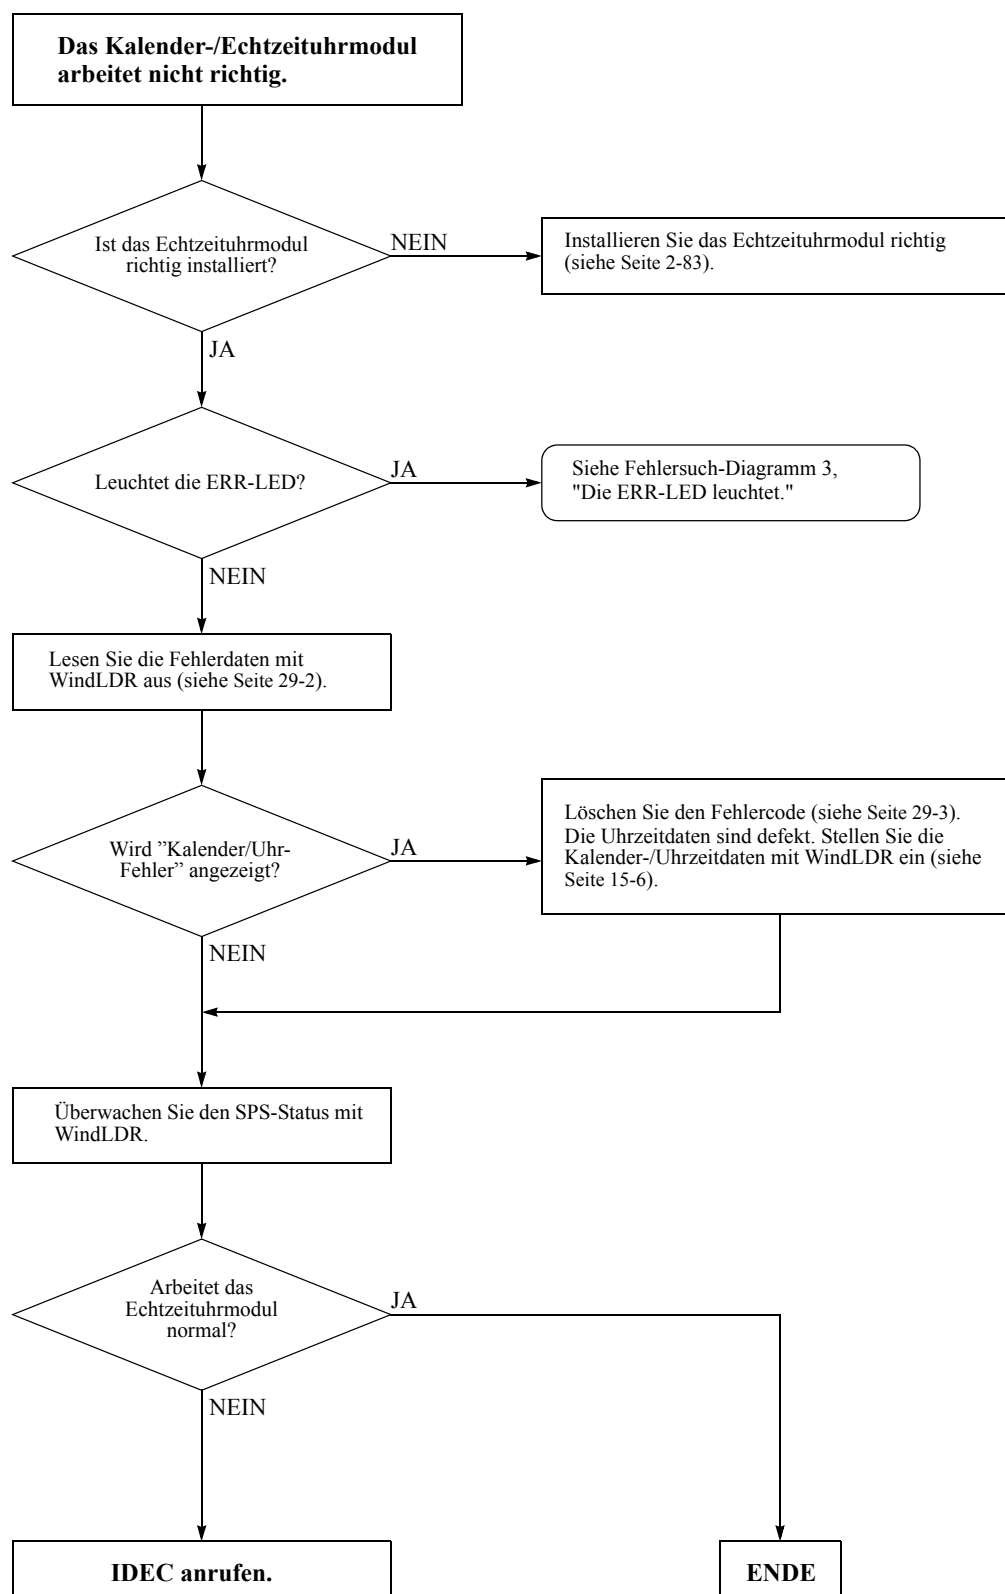 Das Kalender-/Echtzeituhrmodul
arbeitet nicht richtig.
Ist das Echtzeituhrmodul
richtig installiert?
NEIN
Installieren Sie das Echtzeituhrmodul richtig
(siehe Seite 2-83).
JA
Leuchtet die ERR-LED?
JA
Siehe Fehlersuch-Diagramm 3,
"Die ERR-LED leuchtet."
NEIN
Lesen Sie die Fehlerdaten mit
WindLDR aus (siehe Seite 29-2).
Wird ”Kalender/Uhr-
Fehler” angezeigt?
JA
Löschen Sie den Fehlercode (siehe Seite 29-3).
Die Uhrzeitdaten sind defekt. Stellen Sie die
Kalender-/Uhrzeitdaten mit WindLDR ein (siehe
Seite 15-6).
NEIN
Überwachen Sie den SPS-Status mit
WindLDR.
Arbeitet das
Echtzeituhrmodul
normal?
JA
NEIN
IDEC anrufen.
ENDE